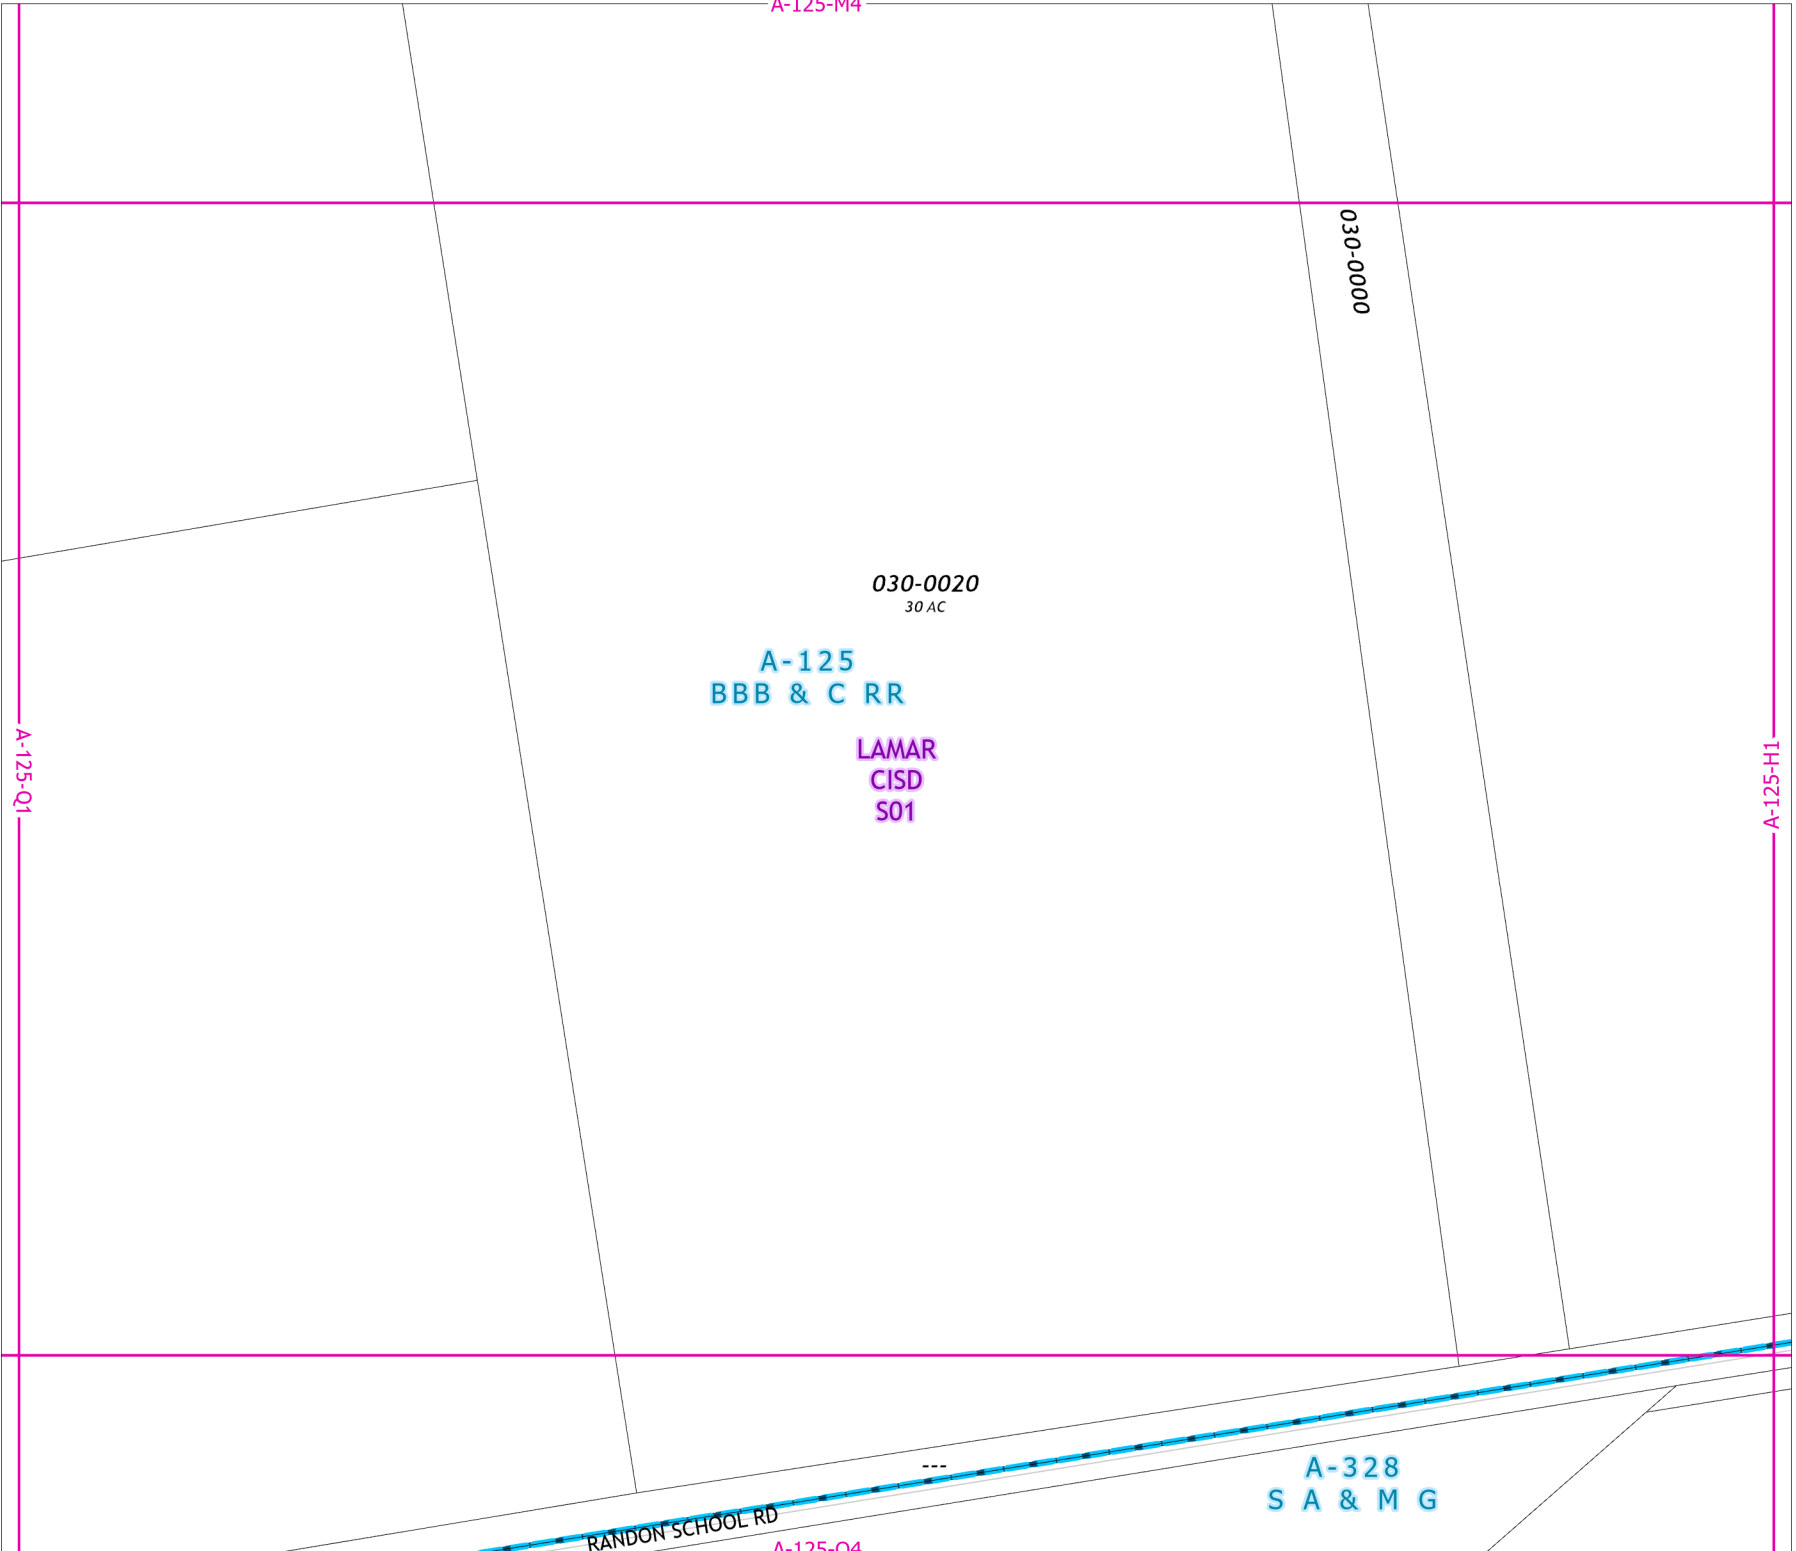 A-125-M4
030-0000
030-0020
30 AC
A-125
BBB & C RR
LAMAR
CISD
S01
A-125-Q1
A-125-H1
---
A-328
S A & M G
RANDON SCHOOL RD
A-125-Q4